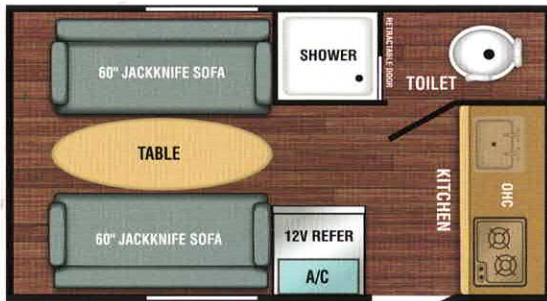 60" JACKKNIFE SOFA
SHOWER
RETRACTABLE DOOR
TOILET
TABLE
KITCHEN
OHC
60" JACKKNIFE SOFA
12V REFER
A/C